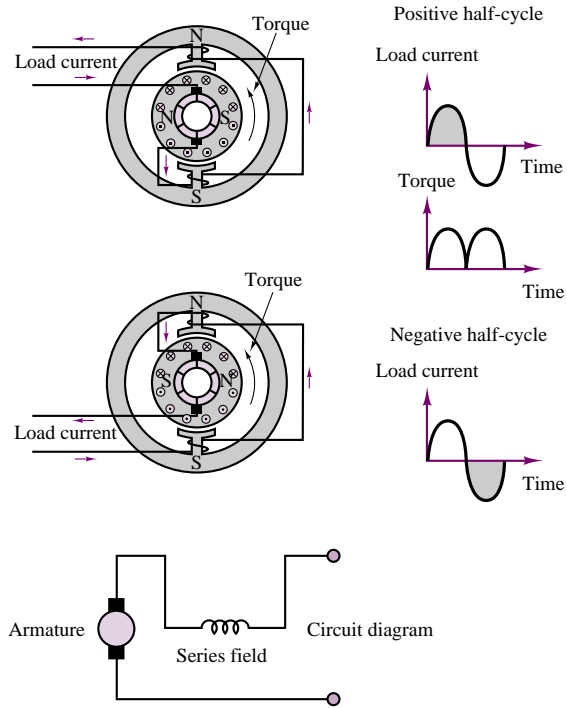 Positive half-cycle
N
Torque
Load current
Load current
N
S
Time
S
Torque
Time
Torque
N
Negative half-cycle
Load current
S
N
Load current
Time
S
Armature
Series field
Circuit diagram